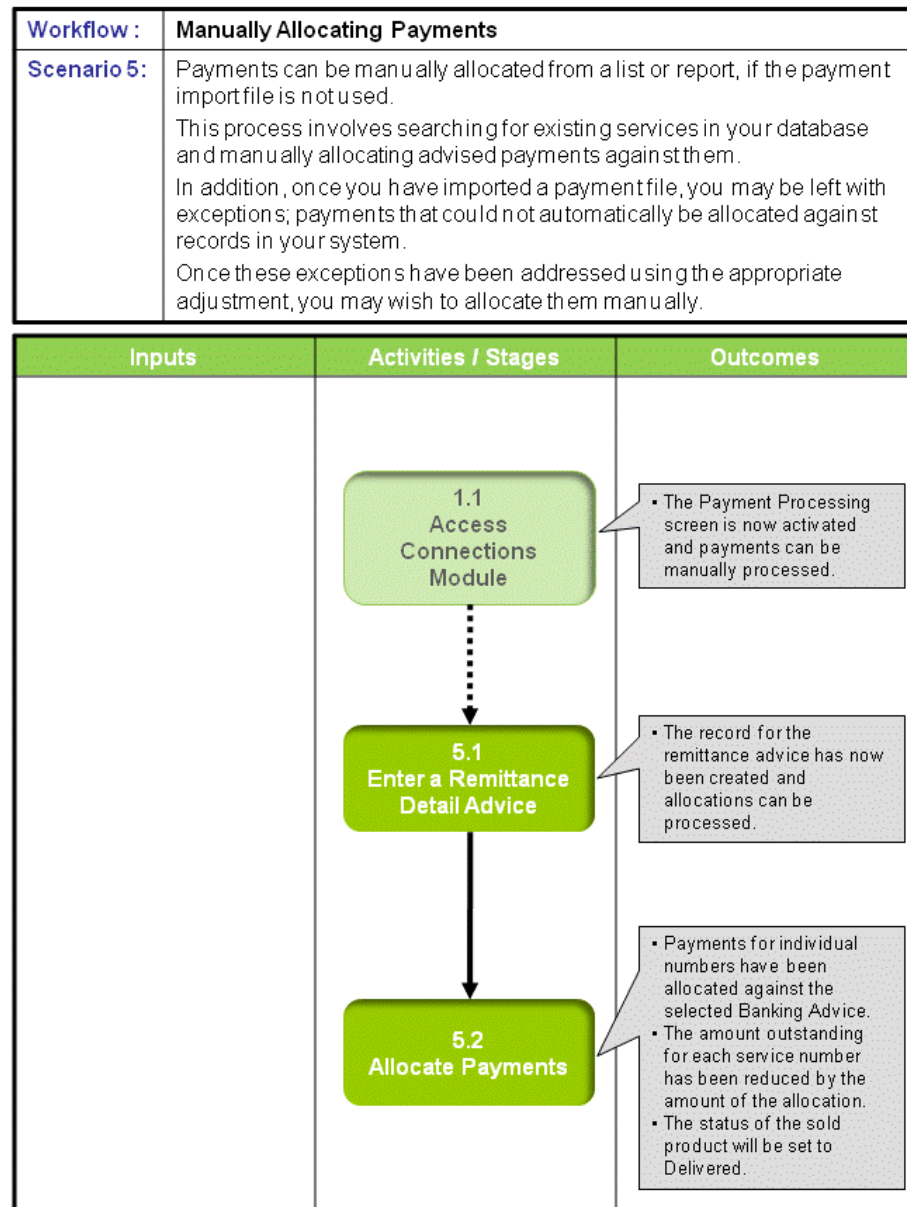 Workflow : Manually Allocating Payments
Scenario 5: Payments can be manually allocated from a list or report, if the payment
import file is not used.
This process involves searching for existing services in your database
and manually allocating advised payments against them.
In addition, once you have imported a payment file, you may be left with
exceptions; payments that could not automatically be allocated against
records in your system.
Once these exceptions have been addressed using the appropriate
adjustment, you may wish to allocate them manually.
Inputs Activities / Stages Outcomes
1.1
Access
Connections
Module
▪ The Payment Processing
screen is now activated
and payments can be
manually processed.
5.1
Enter a Remittance
Detail Advice
▪ The record for the
remittance advice has now
been created and
allocations can be
processed.
5.2
Allocate Payments
▪ Payments for individual
numbers have been
allocated against the
selected Banking Advice.
▪ The amount outstanding
for each service number
has been reduced by the
amount of the allocation.
▪ The status of the sold
product will be set to
Delivered.